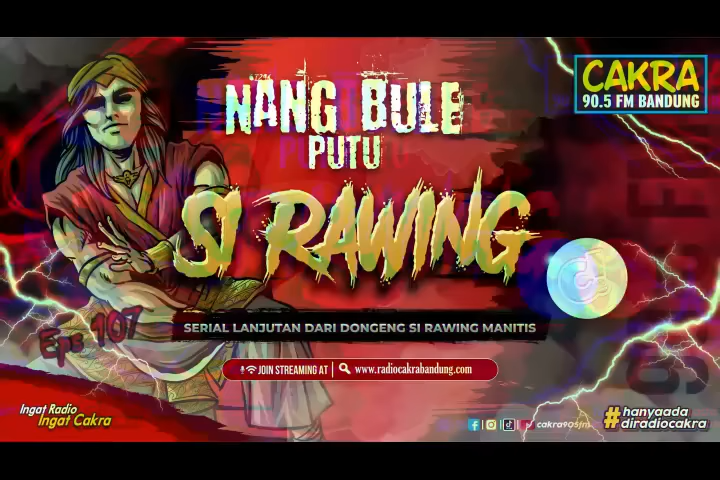 CAKRA
90.5 FM BANDUNG
NANG BULE
PUTU
SI RAWING
SERIAL LANJUTAN DARI DONGENG SI RAWING MANITIS
Eps 107
JOIN STREAMING AT | www.radiocakrabandung.com
Ingat Radio
Ingat Cakra
cakra905fm
#hanyaada
diradiocakra